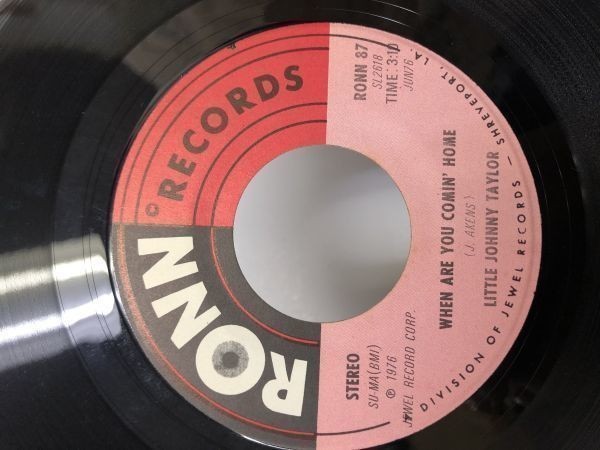 RONN
RECORDS
©
STEREO
SU-MA(BMI)
℗ 1976
JEWEL RECORD CORP.
RONN 87
SL2618
TIME: 3:10
JUN76
WHEN ARE YOU COMIN' HOME
(J. AKENS)
LITTLE JOHNNY TAYLOR
A DIVISION OF JEWEL RECORDS — SHREVEPORT, LA.